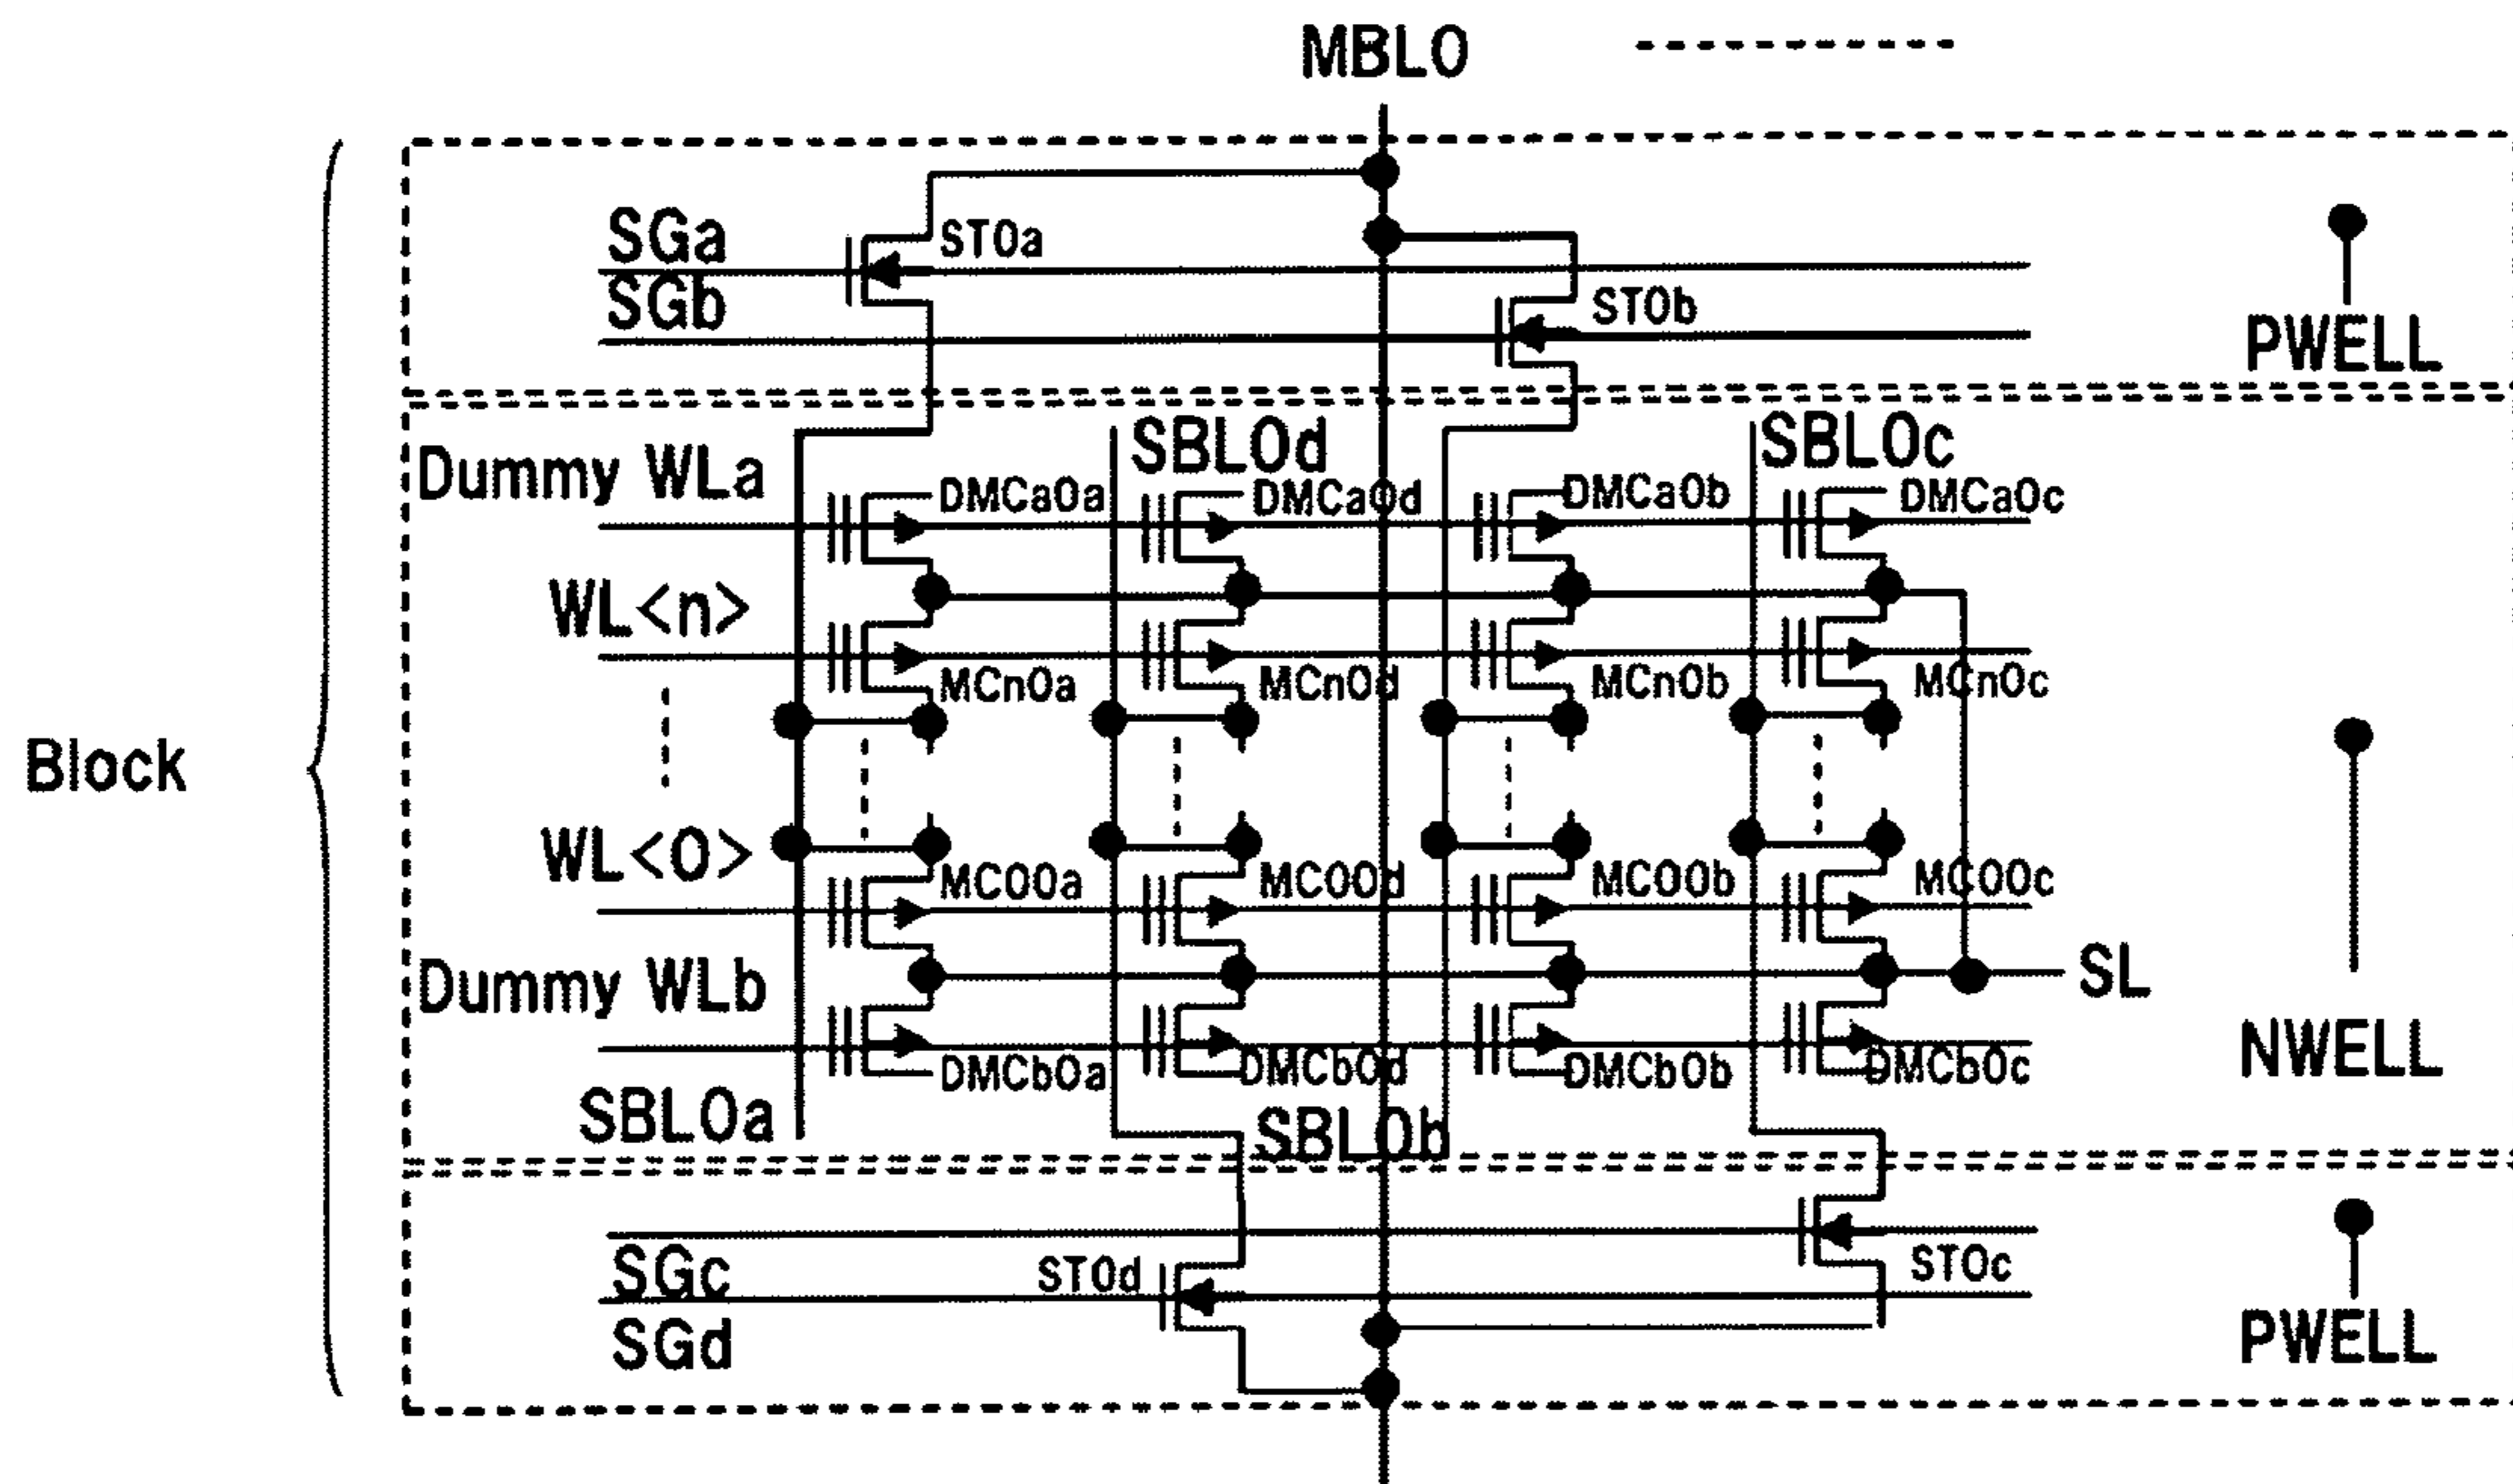 MBL0
SGa
ST0a
SGb
ST0b
PWELL
SBL0d
SBL0c
Dummy WLa
DMCa0a
DMCa0d
DMCa0b
DMCa0c
WL<n>
MCn0a
MCn0d
MCn0b
MCn0c
Block
WL<0>
MC00a
MC00d
MC00b
MC00c
Dummy WLb
SL
DMCb0a
DMCb0d
DMCb0b
DMCb0c
NWELL
SBL0a
SBL0b
SGc
ST0d
ST0c
SGd
PWELL